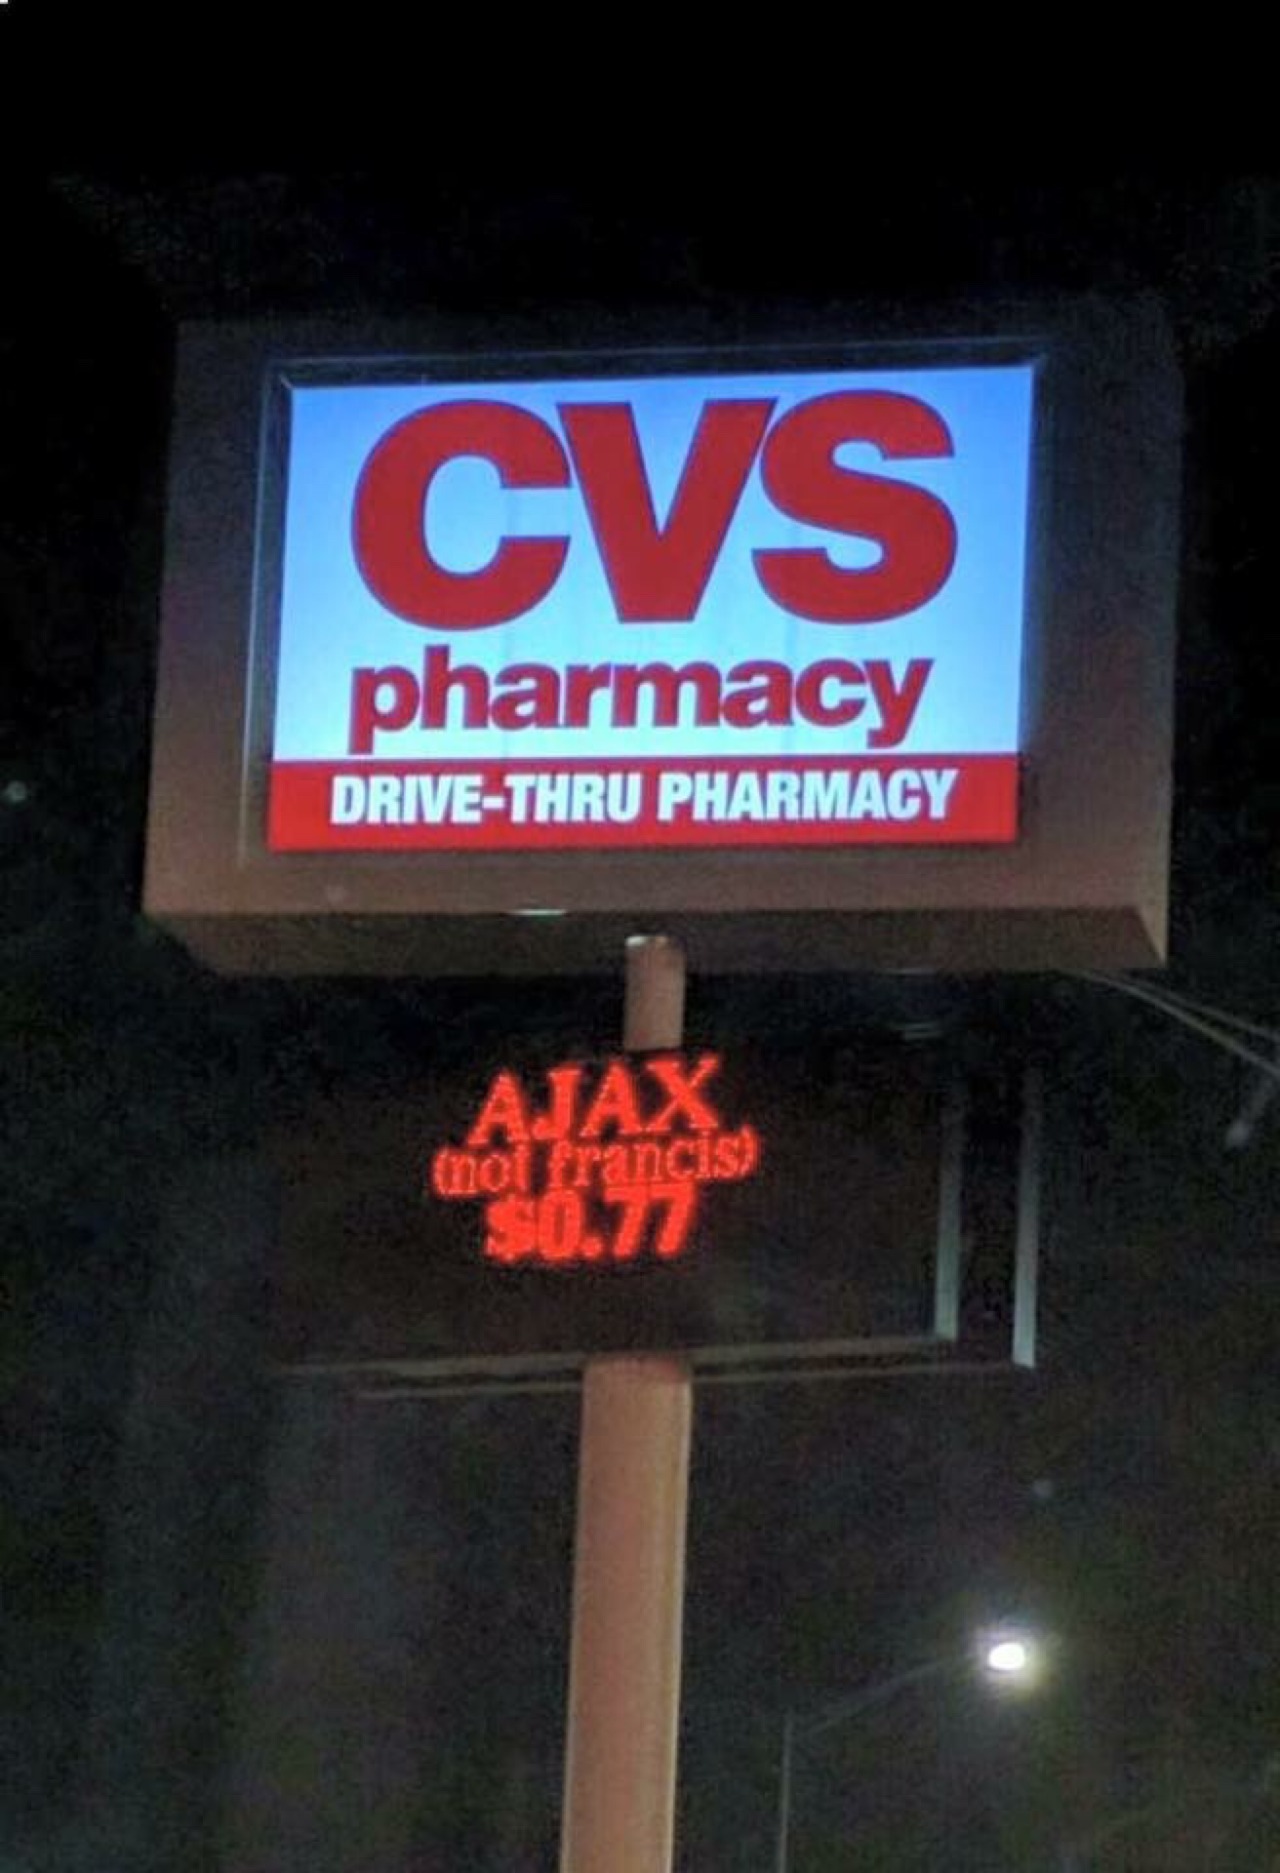 CVS
pharmacy
DRIVE-THRU PHARMACY
AJAX
(not francis)
$0.77